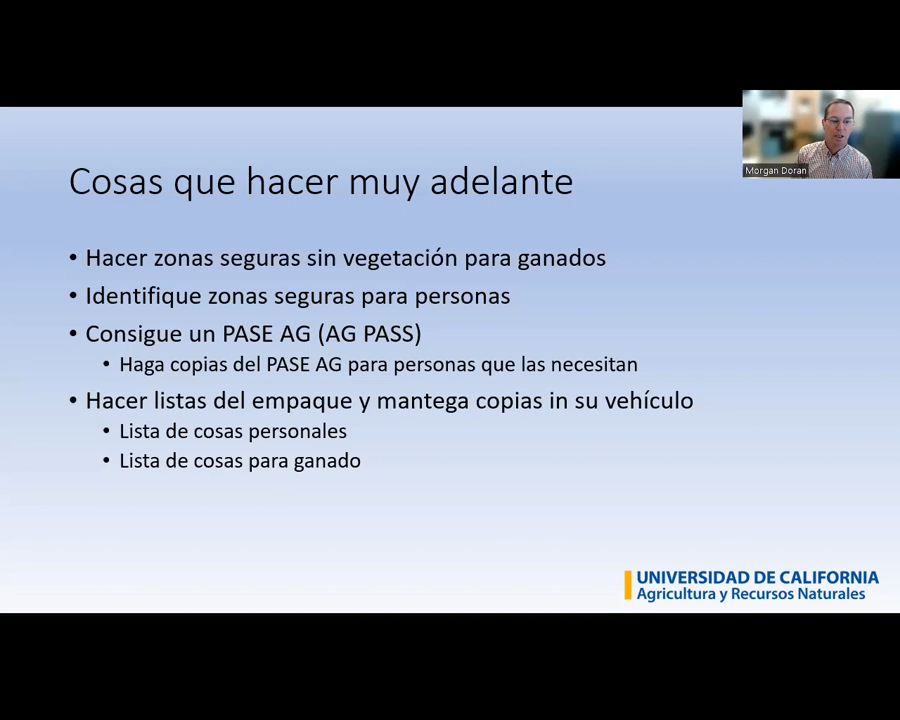 Cosas que hacer muy adelante
Morgan Doran
• Hacer zonas seguras sin vegetación para ganados
• Identifique zonas seguras para personas
• Consigue un PASE AG (AG PASS)
• Haga copias del PASE AG para personas que las necesitan
• Hacer listas del empaque y mantega copias in su vehículo
• Lista de cosas personales
• Lista de cosas para ganado
UNIVERSIDAD DE CALIFORNIA
Agricultura y Recursos Naturales